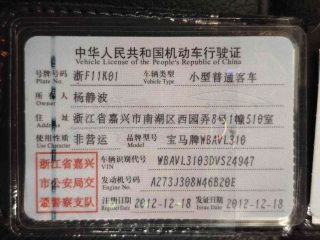 中华人民共和国机动车行驶证
Vehicle License of the People's Republic of China
号牌号码 浙F11K01 车辆类型 小型普通客车
Plate No. Vehicle Type
所有人 杨静波
Owner
住址 浙江省嘉兴市南湖区西园弄8号1幢510室
Address
使用性质 非营运 品牌型号 宝马牌WBAVL310
Use Character Model
浙江省嘉兴 车辆识别代号 WBAVL3103DVS24947
VIN
市公安局交 发动机号码 A273J308N46B20E
Engine No.
通警察支队 注册日期 2012-12-18 发证日期 2012-12-18
Register Date Issue Date